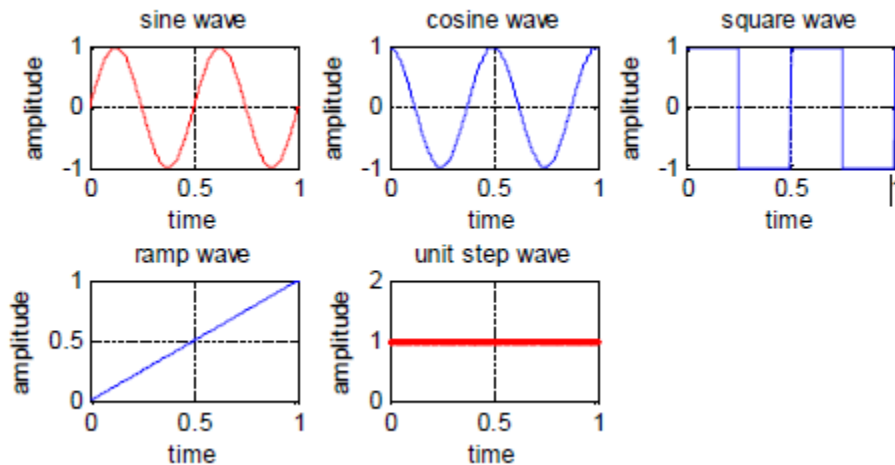 sine wave
cosine wave
square wave
1
0
-1
amplitude
0 0.5 1
time
1
0
-1
amplitude
0 0.5 1
time
1
0
-1
amplitude
0 0.5
time
ramp wave
unit step wave
1
0.5
0
amplitude
0 0.5 1
time
2
1
0
amplitude
0 0.5 1
time